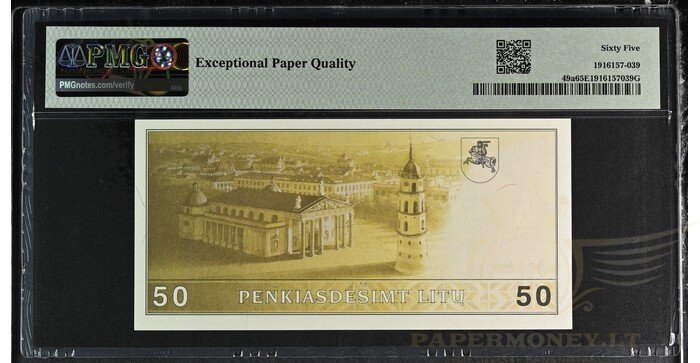 PMG
PMGnotes.com/verify
Exceptional Paper Quality
Sixty Five
1916157-039
49a65E1916157039G
50 PENKIASDEŠIMT LITŲ 50
PAPERMONEY.LT